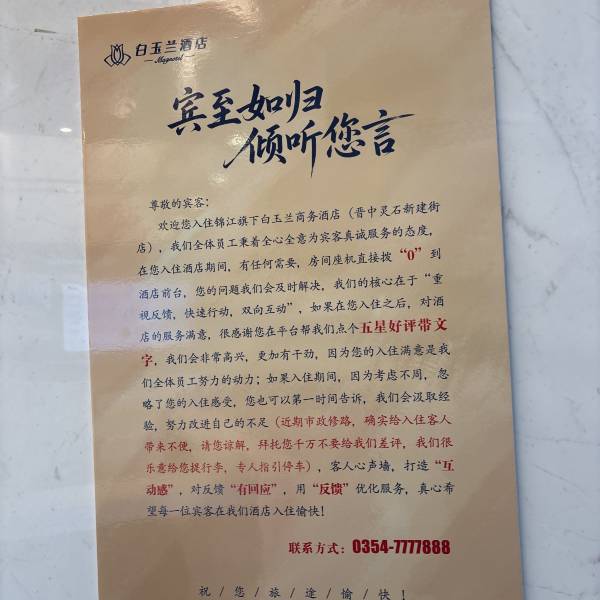 白玉兰酒店
Magnotel
宾至如归
倾听您言
尊敬的宾客：
欢迎您入住锦江旗下白玉兰商务酒店（晋中灵石新建街
店），我们全体员工秉着全心全意为宾客真诚服务的态度，
在您入住酒店期间，有任何需要，房间座机直接拨“0”到
酒店前台，您的问题我们会及时解决，我们的核心在于“重
视反馈，快速行动，双向互动”，如果在您入住之后，对酒
店的服务满意，很感谢您在平台帮我们点个五星好评带文
字，我们会非常高兴，更加有干劲，因为您的入住满意是我
们全体员工努力的动力；如果入住期间，因为考虑不周，忽
略了您的入住感受，您也可以第一时间告诉，我们会汲取经
验，努力改进自己的不足（近期市政修路，确实给入住客人
带来不便，请您谅解，拜托您千万不要给我们差评，我们很
乐意给您提行李，专人指引停车），客人心声墙，打造“互
动感”，对反馈“有回应”，用“反馈”优化服务，真心希
望每一位宾客在我们酒店入住愉快！
联系方式：0354-7777888
祝/您/旅/途/愉/快！